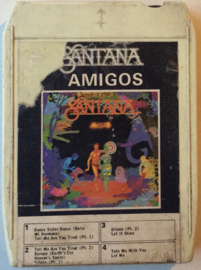 SANTANA
AMIGOS
SANTANA
1
Dance Sister Dance (Baila
Mi Hermana)
Tell Me Are You Tired (Pt. 1)
2
Tell Me Are You Tired (Pt. 2)
Europa (Earth's Cry
Heaven's Smile)
Gitano (Pt. 1)
3
Gitano (Pt. 2)
Let It Shine
4
Take Me With You
Let Me